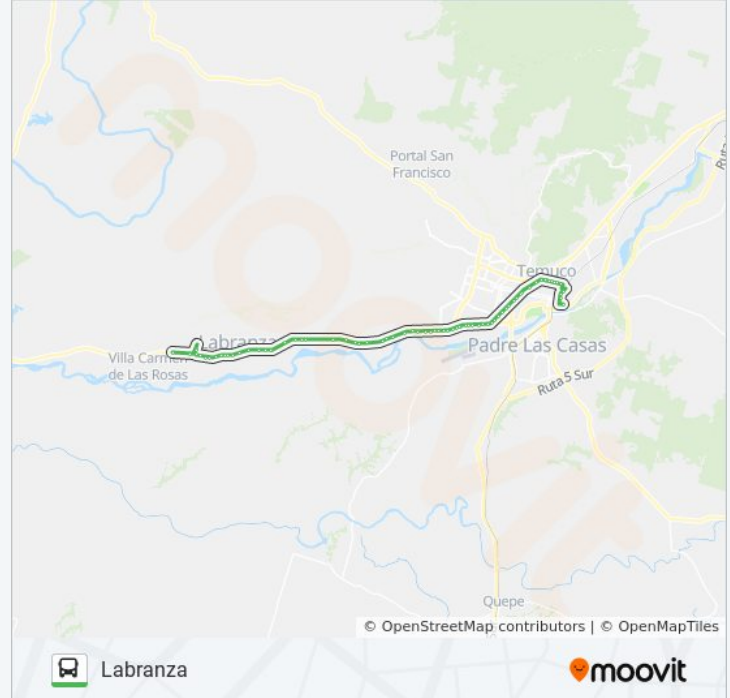 Portal San
Francisco
Ruta
Temuco
Labranza
Padre Las Casas
Villa Carmen
de Las Rosas
Ruta 5 Sur
moovit
Quepe
© OpenStreetMap contributors | © OpenMapTiles
Labranza
moovit